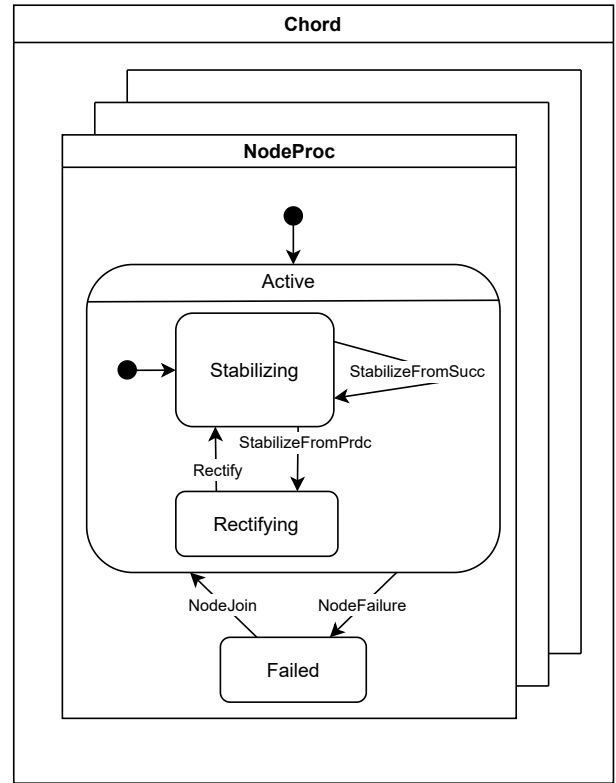 Chord
NodeProc
Active
Stabilizing
StabilizeFromSucc
StabilizeFromPrdc
Rectify
Rectifying
NodeJoin
NodeFailure
Failed